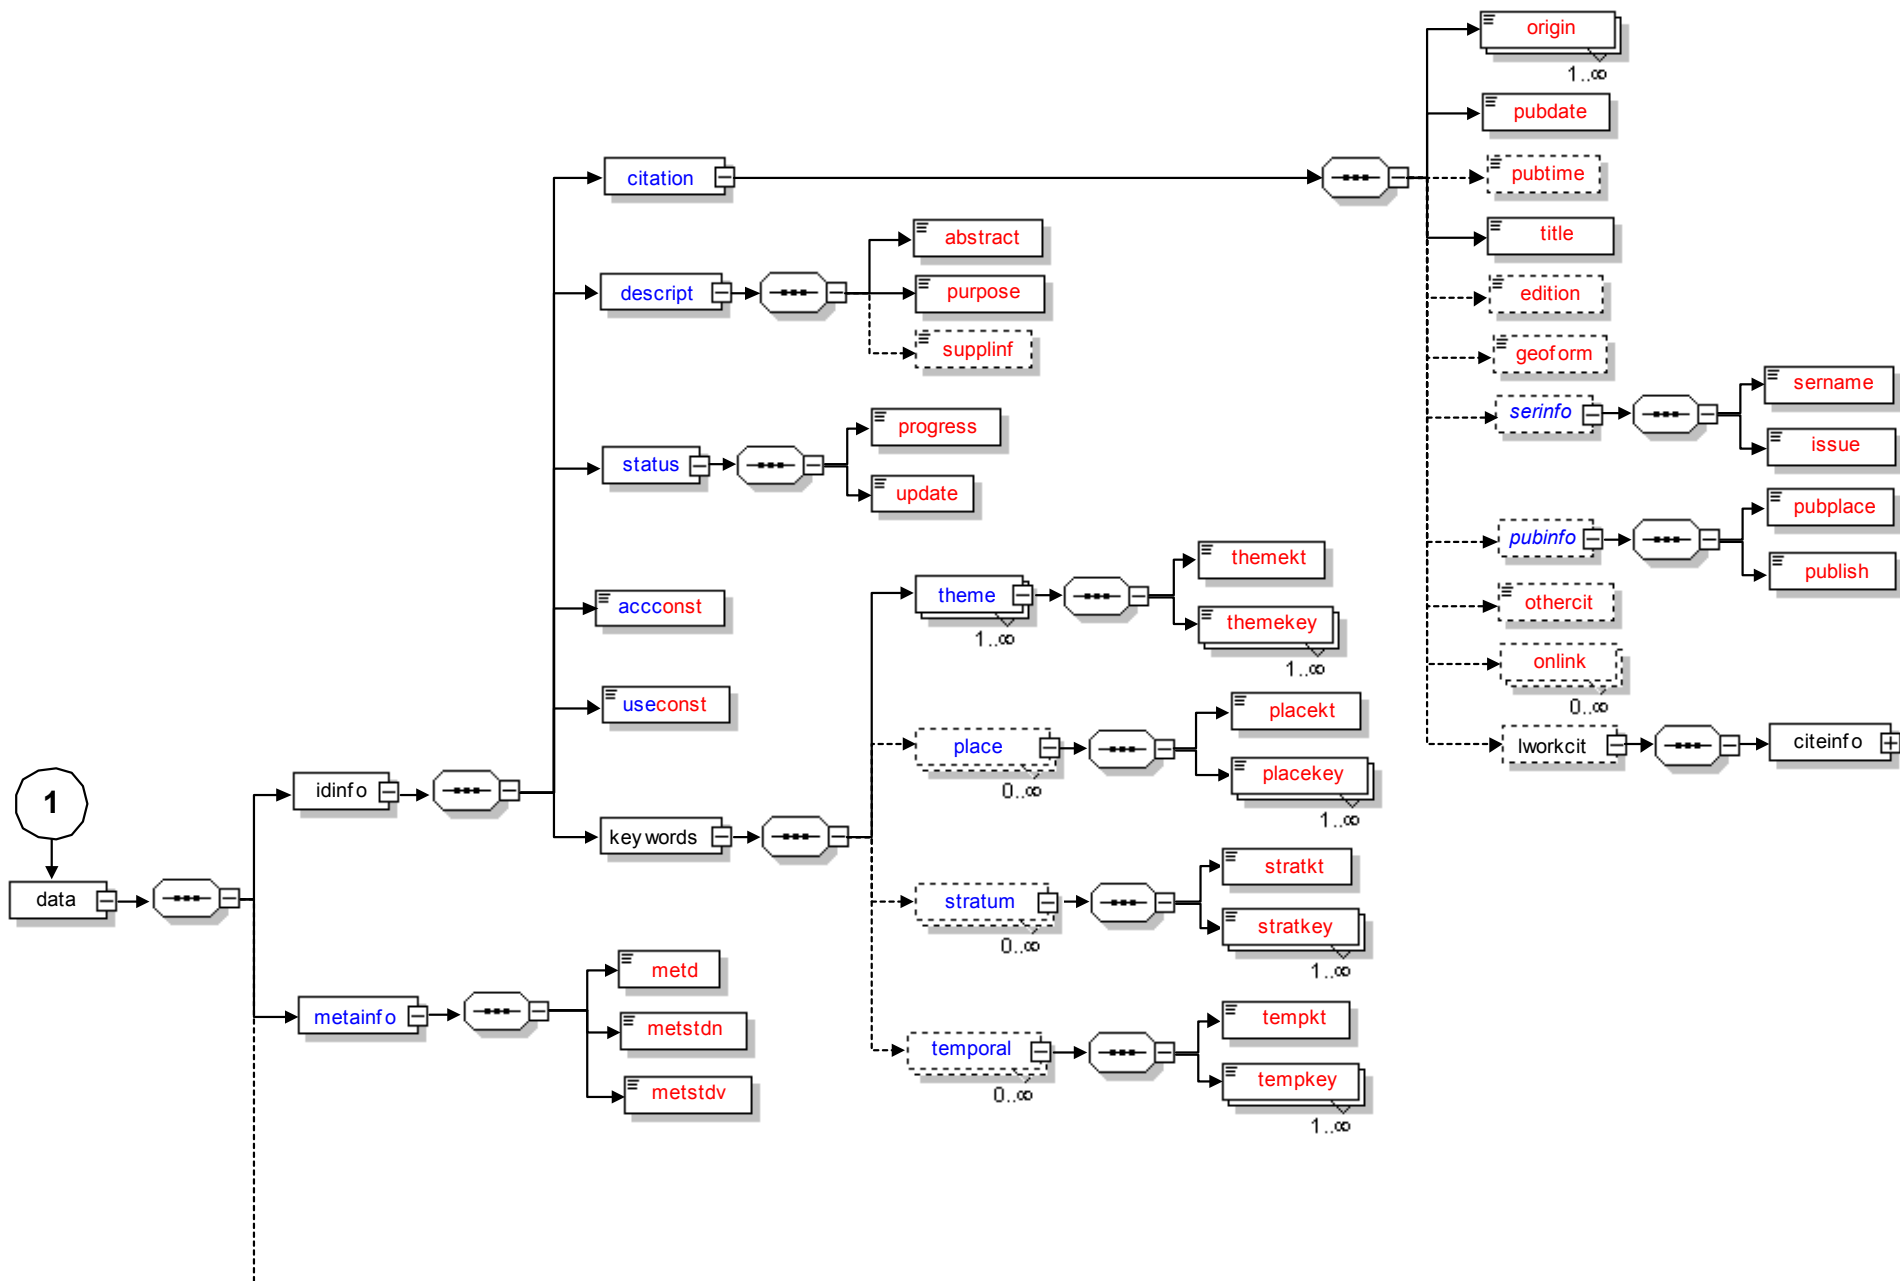 origin
1..∞
pubdate
pubtime
citation
title
abstract
descript
purpose
edition
supplinf
geoform
sername
serinfo
issue
progress
status
update
pubplace
pubinfo
publish
themekt
theme
1..∞
themekey
1..∞
accconst
othercit
onlink
0..∞
useconst
placekt
place
0..∞
placekey
1..∞
lworkcit
citeinfo
1
idinfo
keywords
stratkt
stratum
0..∞
stratkey
1..∞
data
metd
metainfo
metstdn
metstdv
tempkt
temporal
0..∞
tempkey
1..∞